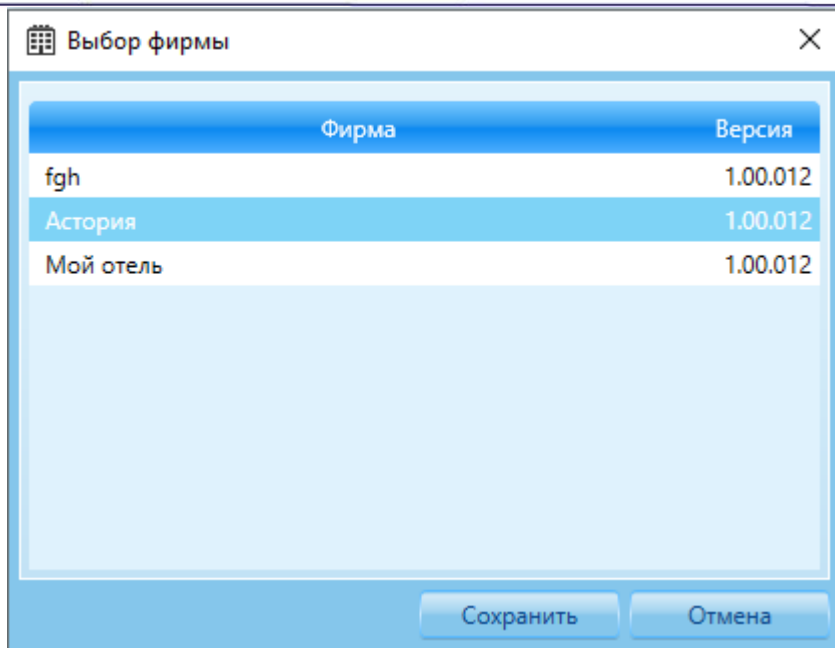 Выбор фирмы
Фирма Версия
fgh 1.00.012
Астория 1.00.012
Мой отель 1.00.012
Сохранить Отмена